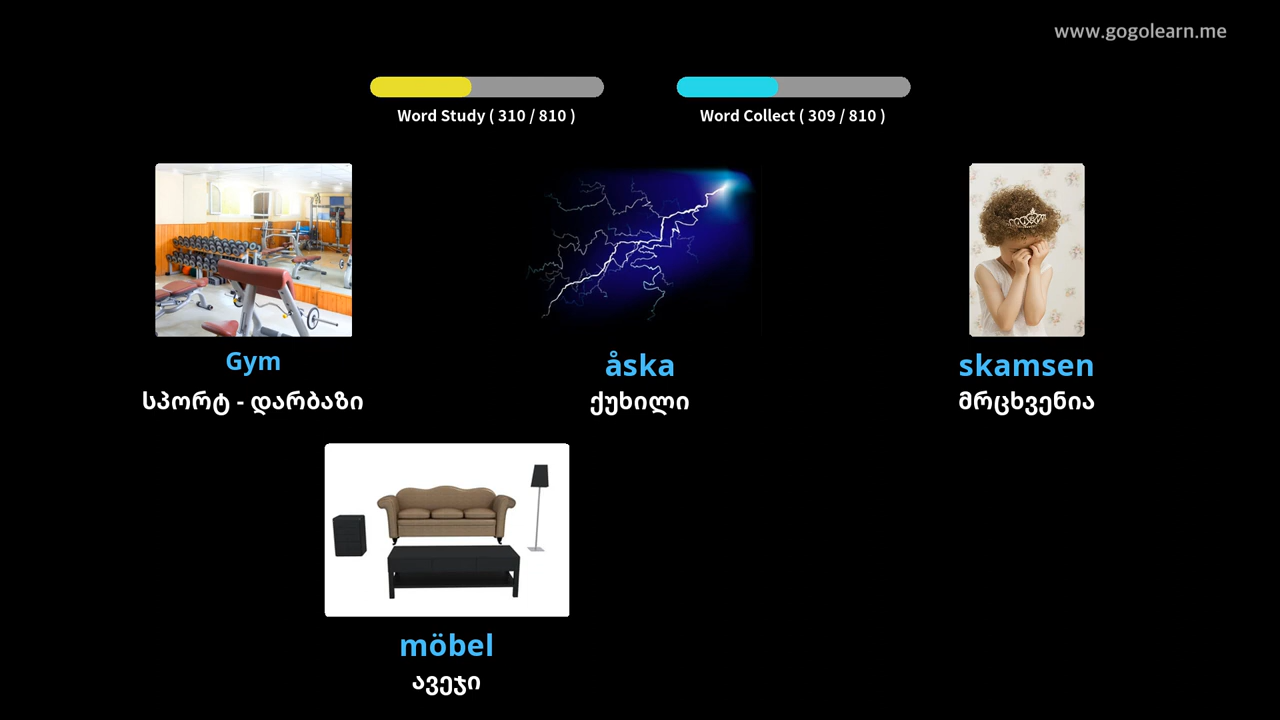 www.gogolearn.me
Word Study ( 310 / 810 )
Word Collect ( 309 / 810 )
Gym
სპორტ - დარბაზი
åska
ქუხილი
skamsen
მრცხვენია
möbel
ავეჯი